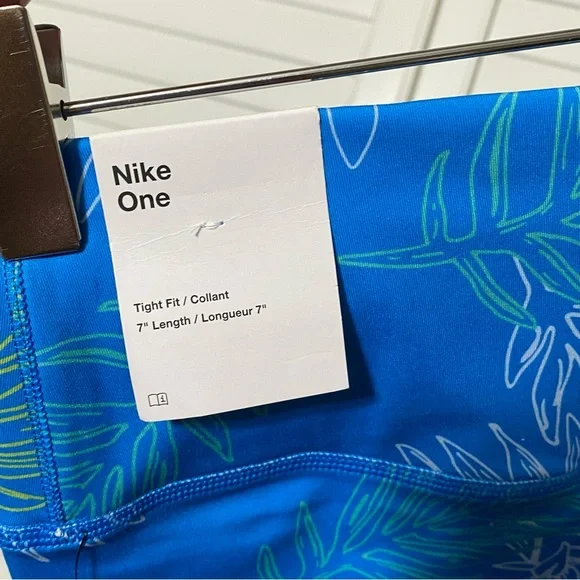 Nike
One
Tight Fit / Collant
7" Length / Longueur 7"
i